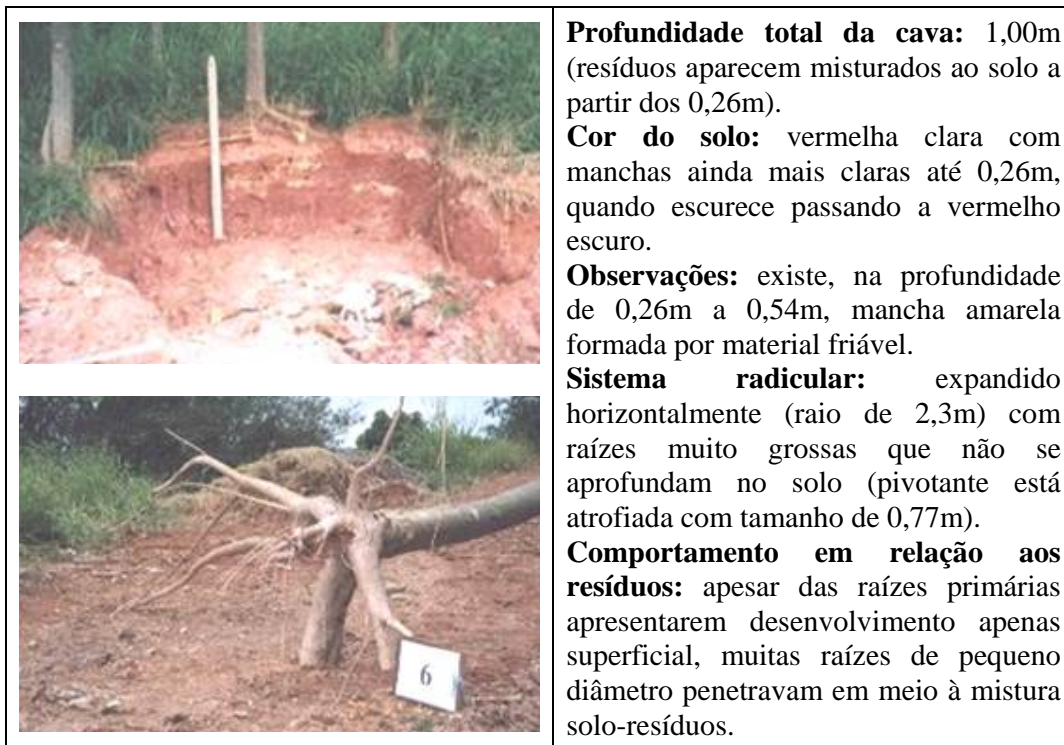 Profundidade total da cava: 1,00m
(resíduos aparecem misturados ao solo a
partir dos 0,26m).
Cor do solo: vermelha clara com
manchas ainda mais claras até 0,26m,
quando escurece passando a vermelho
escuro.
Observações: existe, na profundidade
de 0,26m a 0,54m, mancha amarela
formada por material friável.
Sistema radicular: expandido
horizontalmente (raio de 2,3m) com
raízes muito grossas que não se
aprofundam no solo (pivotante está
atrofiada com tamanho de 0,77m).
Comportamento em relação aos
resíduos: apesar das raízes primárias
apresentarem desenvolvimento apenas
superficial, muitas raízes de pequeno
diâmetro penetravam em meio à mistura
solo-resíduos.
6